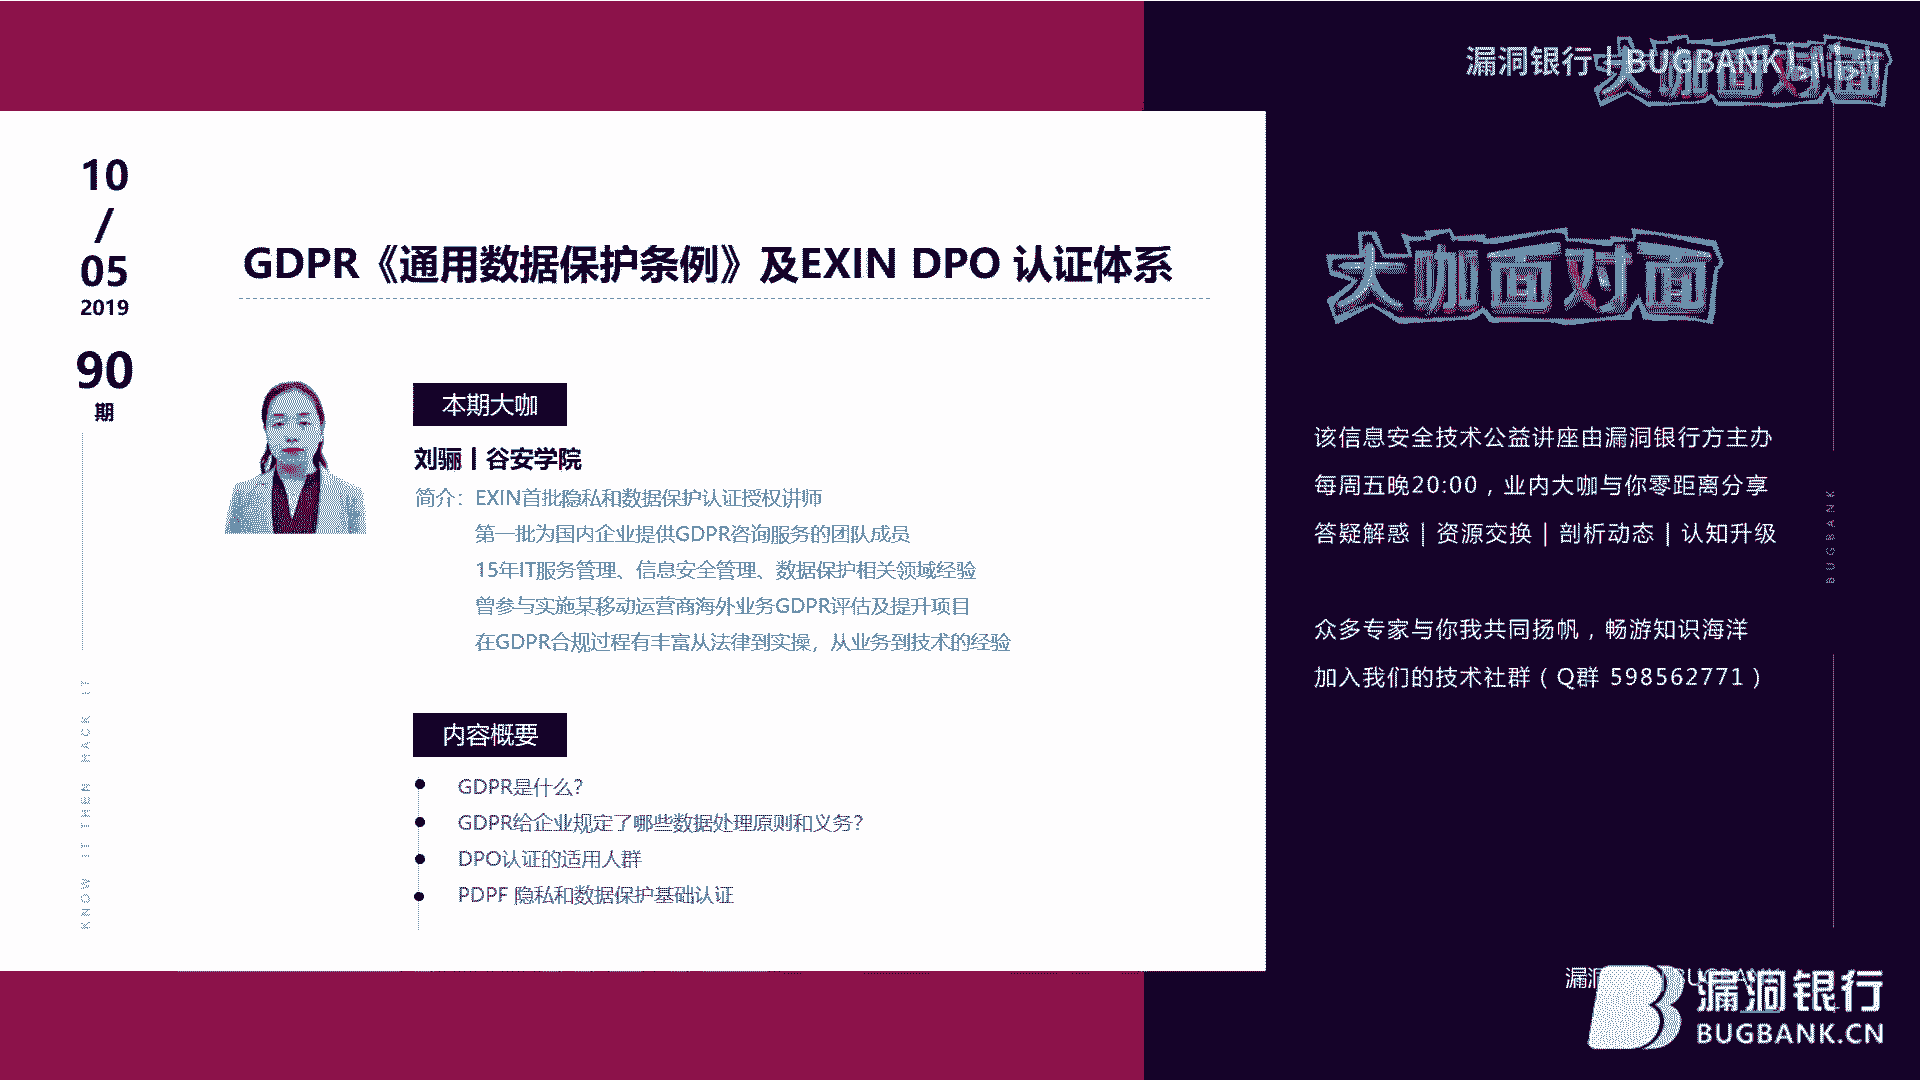 漏洞银行 | BUGBANK
大咖面对面
10
/
05
2019
90
期
KNOW IT THEN HACK IT
GDPR《通用数据保护条例》及EXIN DPO 认证体系
本期大咖
刘骊 | 谷安学院
简介：EXIN首批隐私和数据保护认证授权讲师
第一批为国内企业提供GDPR咨询服务的团队成员
15年IT服务管理、信息安全管理、数据保护相关领域经验
曾参与实施某移动运营商海外业务GDPR评估及提升项目
在GDPR合规过程有丰富从法律到实操，从业务到技术的经验
内容概要
GDPR是什么？
GDPR给企业规定了哪些数据处理原则和义务？
DPO认证的适用人群
PDPF 隐私和数据保护基础认证
大咖面对面
该信息安全技术公益讲座由漏洞银行方主办
每周五晚20:00，业内大咖与你零距离分享
答疑解惑 | 资源交换 | 剖析动态 | 认知升级
众多专家与你我共同扬帆，畅游知识海洋
加入我们的技术社群（Q群 598562771）
BUGBANK
漏洞银行
BUGBANK.CN